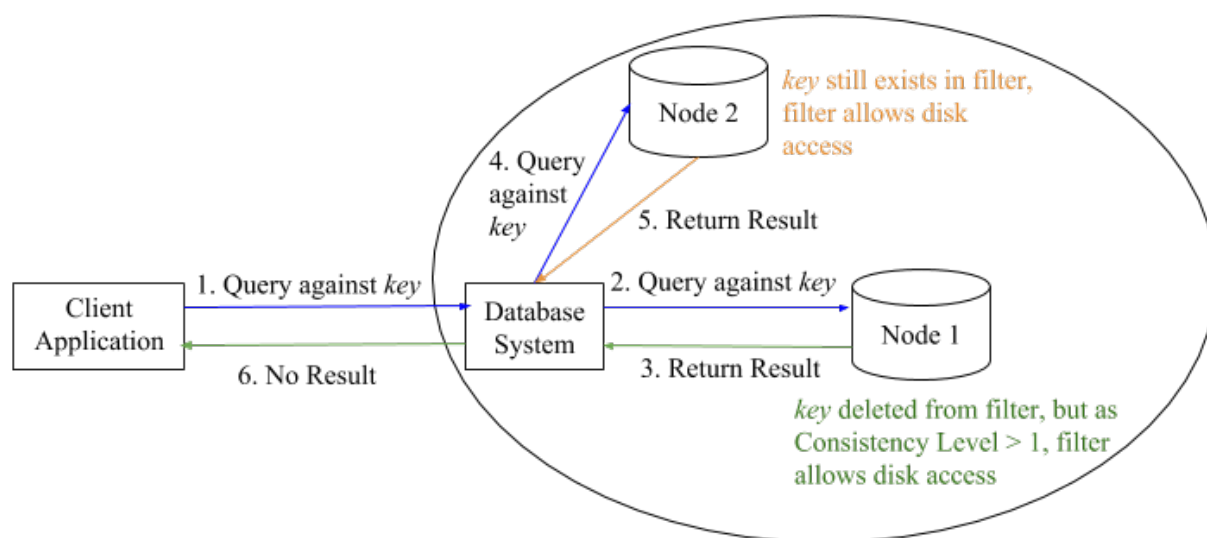 Node 2
key still exists in filter,
filter allows disk
access
4. Query
against
key
5. Return Result
1. Query against key
2. Query against key
Client
Application
Database
System
Node 1
6. No Result
3. Return Result
key deleted from filter, but as
Consistency Level > 1, filter
allows disk access